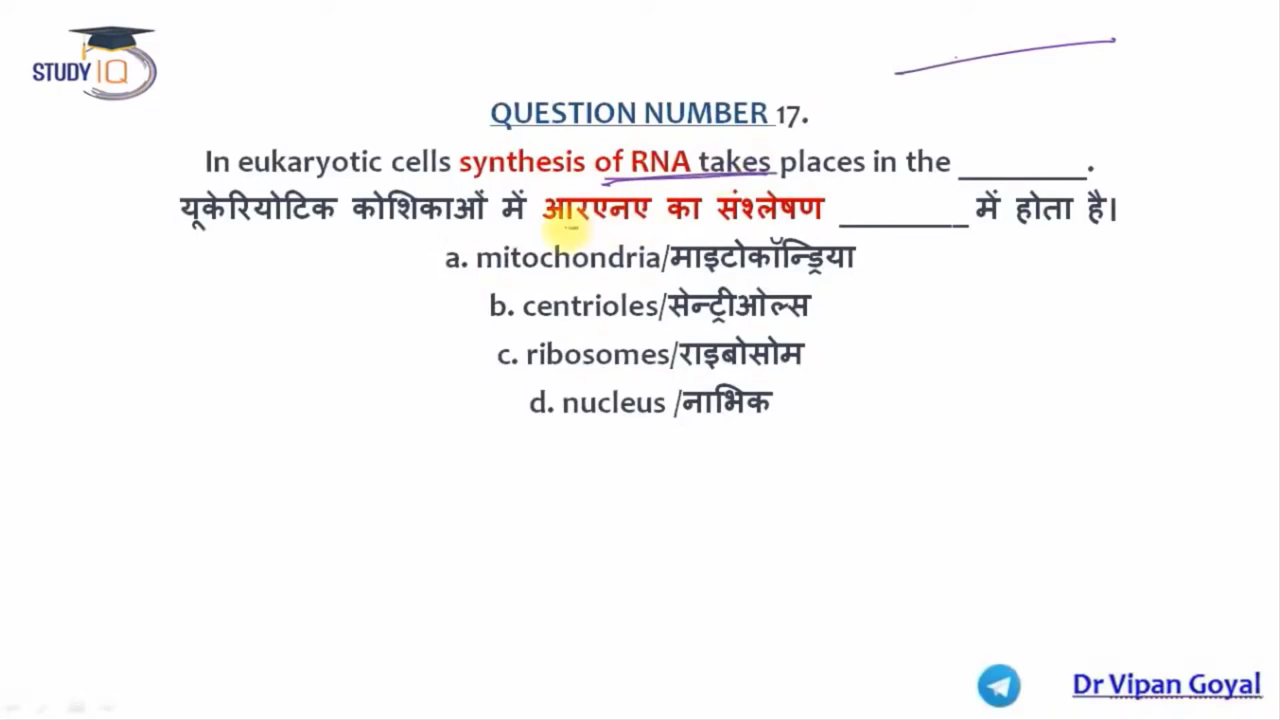 STUDY IQ
QUESTION NUMBER 17.
In eukaryotic cells synthesis of RNA takes places in the ________.
यूकेरियोटिक कोशिकाओं में आरएनए का संश्लेषण ________ में होता है।
a. mitochondria/माइटोकॉन्ड्रिया
b. centrioles/सेन्ट्रीओल्स
c. ribosomes/राइबोसोम
d. nucleus /नाभिक
Dr Vipan Goyal